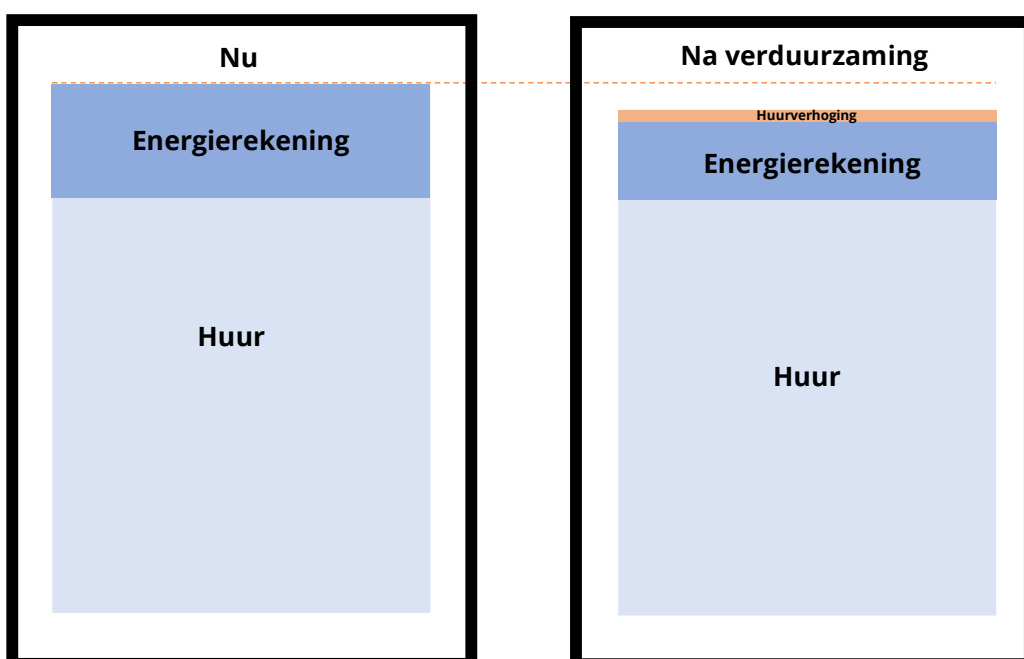 Nu
Energierekening
Huur
Na verduurzaming
Huurverhoging
Energierekening
Huur